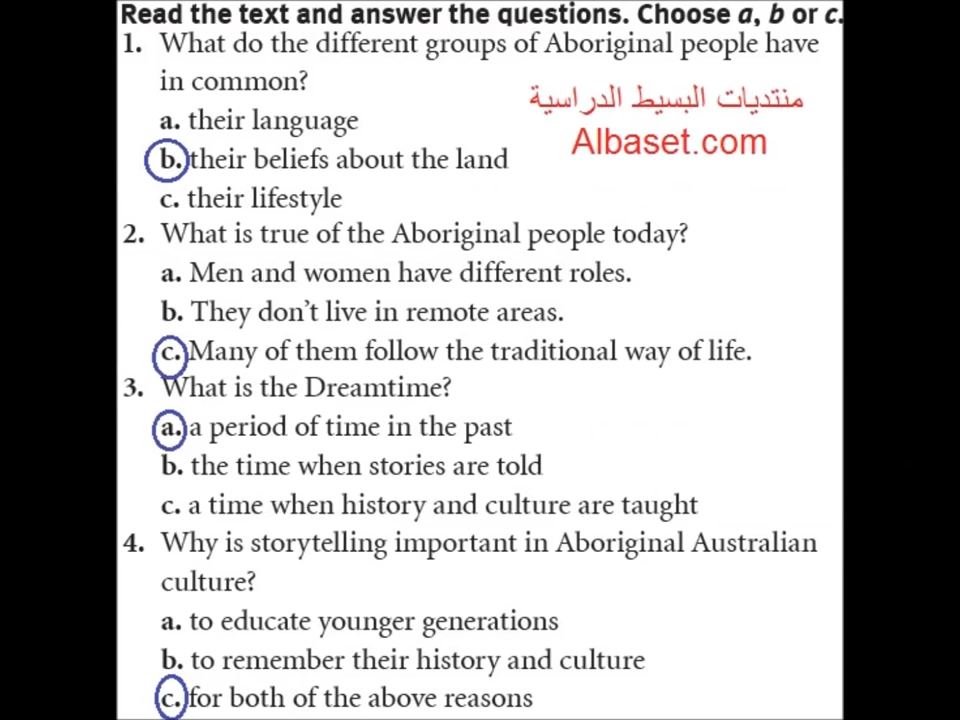 Read the text and answer the questions. Choose a, b or c.
1. What do the different groups of Aboriginal people have
in common?
منتديات البسيط الدراسية
a. their language
Albaset.com
b. their beliefs about the land
c. their lifestyle
2. What is true of the Aboriginal people today?
a. Men and women have different roles.
b. They don't live in remote areas.
c. Many of them follow the traditional way of life.
3. What is the Dreamtime?
a. a period of time in the past
b. the time when stories are told
c. a time when history and culture are taught
4. Why is storytelling important in Aboriginal Australian
culture?
a. to educate younger generations
b. to remember their history and culture
c. for both of the above reasons